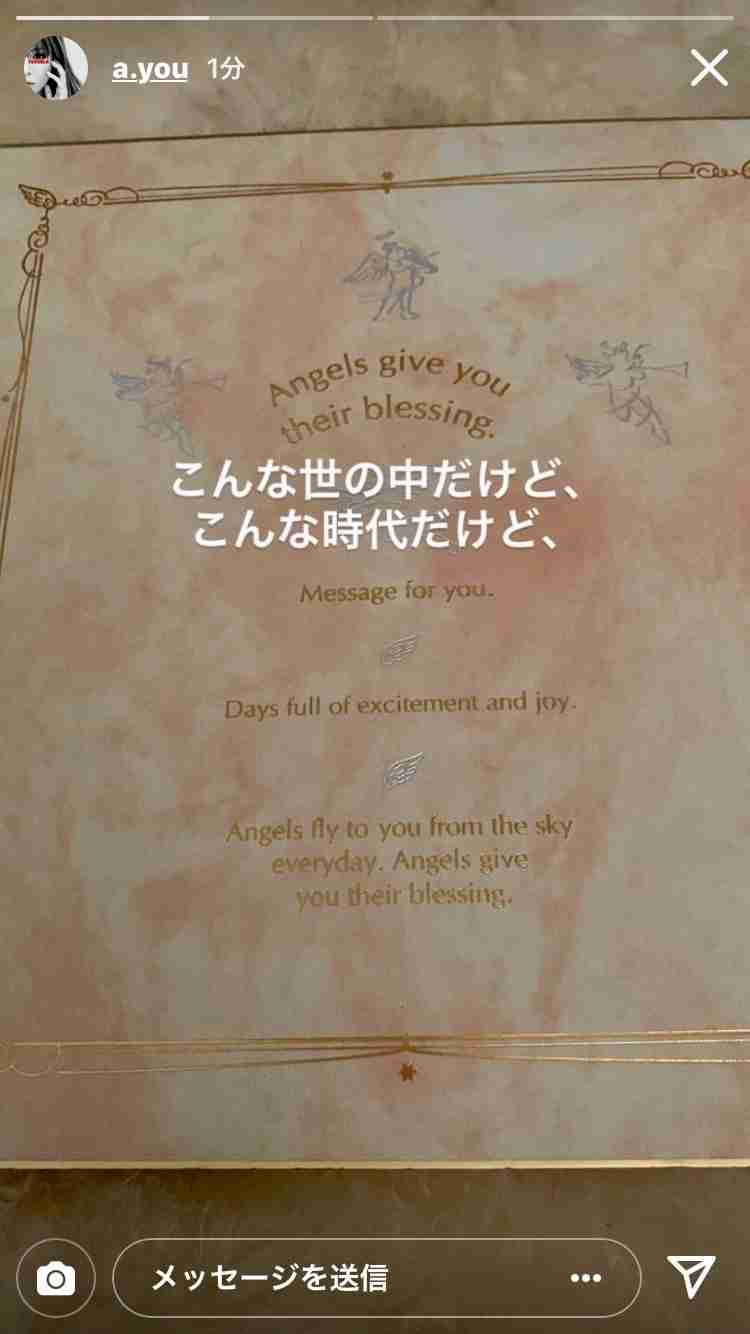 a.you 1分
Angels give you
their blessing.
こんな世の中だけど、
こんな時代だけど、
Message for you.
Days full of excitement and joy.
Angels fly to you from the sky
everyday. Angels give
you their blessing.
メッセージを送信